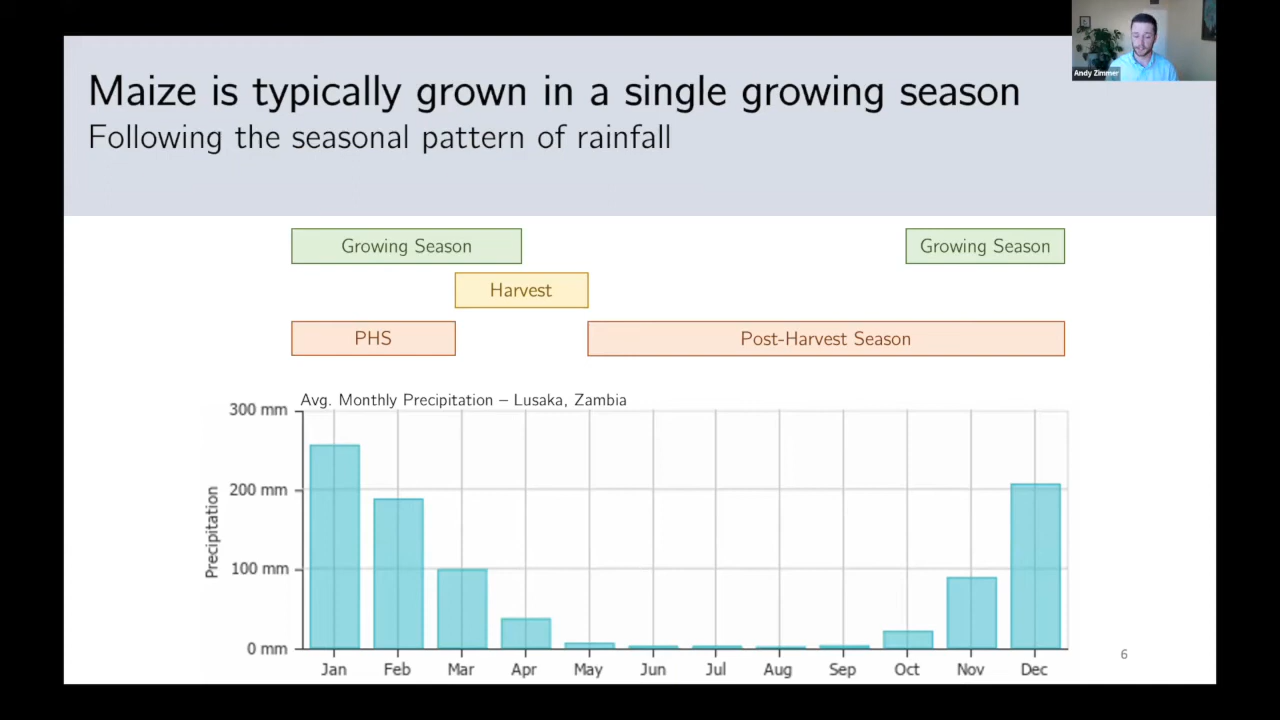 Maize is typically grown in a single growing season
Following the seasonal pattern of rainfall
Andy Zimmer
Growing Season
Growing Season
Harvest
PHS
Post-Harvest Season
Avg. Monthly Precipitation – Lusaka, Zambia
300 mm
200 mm
100 mm
0 mm
Precipitation
Jan Feb Mar Apr May Jun Jul Aug Sep Oct Nov Dec
6